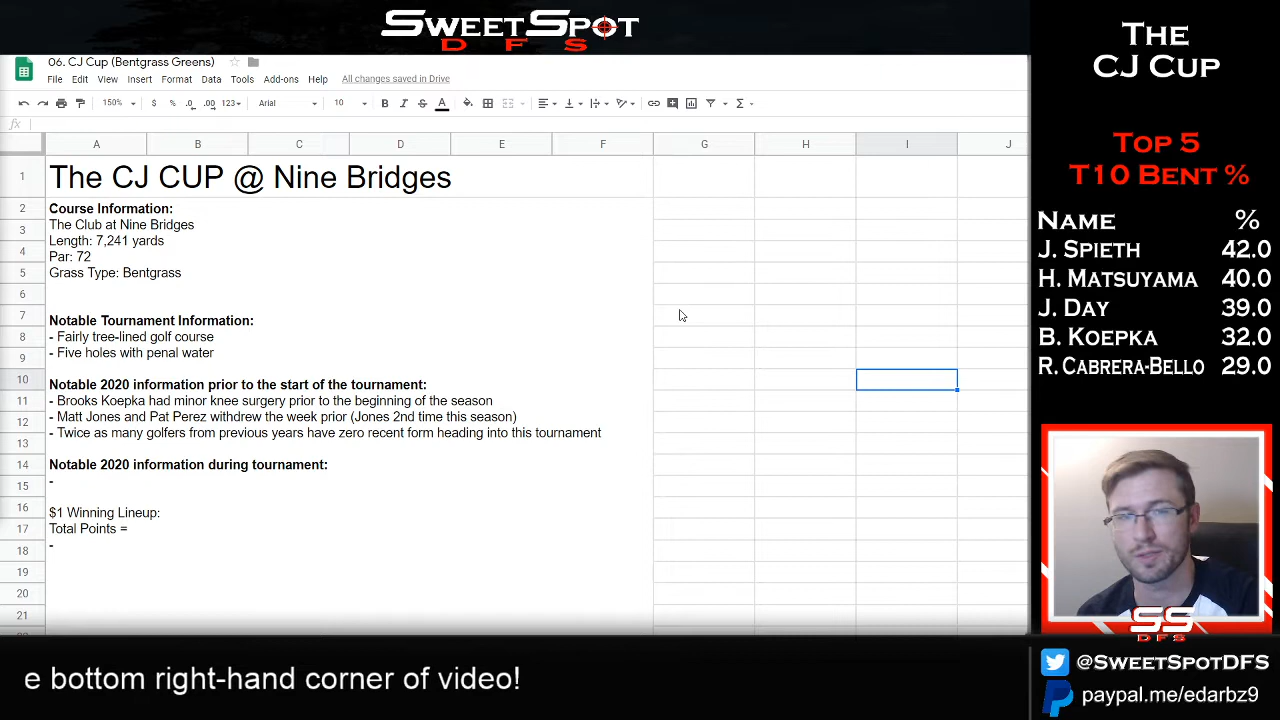 SWEETSPOT
DFS
06. CJ Cup (Bentgrass Greens)
File Edit View Insert Format Data Tools Add-ons Help All changes saved in Drive
150% $ % .0 .00 123 Arial 10 B I S A
fx
A B C D E F G H I J
1 The CJ CUP @ Nine Bridges
2 Course Information:
3 The Club at Nine Bridges
4 Length: 7,241 yards
Par: 72
5 Grass Type: Bentgrass
6
7 Notable Tournament Information:
8 - Fairly tree-lined golf course
9 - Five holes with penal water
10 Notable 2020 information prior to the start of the tournament:
11 - Brooks Koepka had minor knee surgery prior to the beginning of the season
12 - Matt Jones and Pat Perez withdrew the week prior (Jones 2nd time this season)
13 - Twice as many golfers from previous years have zero recent form heading into this tournament
14 Notable 2020 information during tournament:
15 -
16 $1 Winning Lineup:
17 Total Points =
18 -
19
20
21
THE
CJ CUP
TOP 5
T10 BENT %
NAME %
J. SPIETH 42.0
H. MATSUYAMA 40.0
J. DAY 39.0
B. KOEPKA 32.0
R. CABRERA-BELLO 29.0
SS
DFS
e bottom right-hand corner of video!
@SWEETSPOTDFS
paypal.me/edarbz9